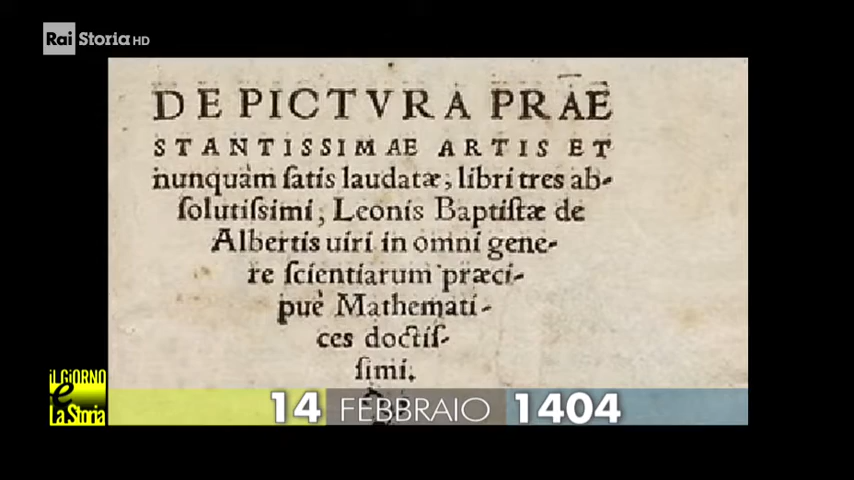 Rai Storia HD
DE PICTVRA PRAE
STANTISSIMAE ARTIS ET
nunquàm ſatis laudatæ, libri tres ab-
ſolutiſsimi, Leonis Baptiſtæ de
Albertis uiri in omni gene-
re ſcientiarum præci-
puè Mathemati-
ces doctiſ-
ſimi.
iL GiORNO
è
La Storia
14 FEBBRAIO 1404